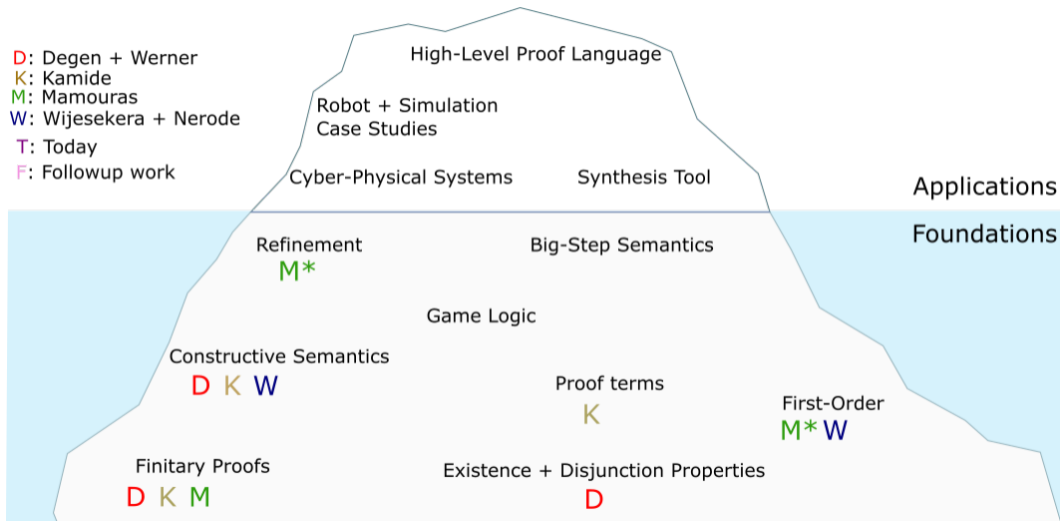 D: Degen + Werner
K: Kamide
M: Mamouras
W: Wijesekera + Nerode
T: Today
F: Followup work
High-Level Proof Language
Robot + Simulation
Case Studies
Cyber-Physical Systems
Synthesis Tool
Applications
Foundations
Refinement
M*
Big-Step Semantics
Game Logic
Constructive Semantics
D K W
Proof terms
K
First-Order
M* W
Finitary Proofs
D K M
Existence + Disjunction Properties
D